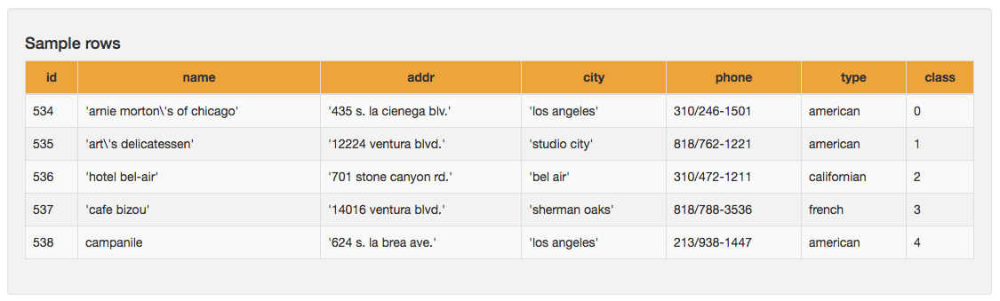 Sample rows
id name addr city phone type class
534 'arnie morton\'s of chicago' '435 s. la cienega blv.' 'los angeles' 310/246-1501 american 0
535 'art\'s delicatessen' '12224 ventura blvd.' 'studio city' 818/762-1221 american 1
536 'hotel bel-air' '701 stone canyon rd.' 'bel air' 310/472-1211 californian 2
537 'cafe bizou' '14016 ventura blvd.' 'sherman oaks' 818/788-3536 french 3
538 campanile '624 s. la brea ave.' 'los angeles' 213/938-1447 american 4